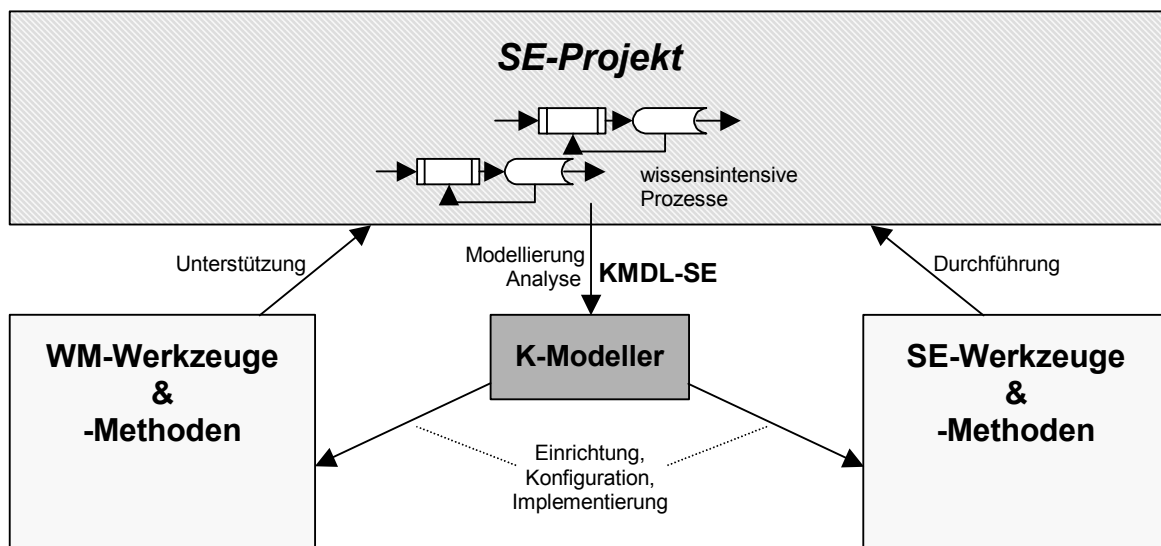 SE-Projekt
wissensintensive
Prozesse
Unterstützung
Modellierung
Analyse
KMDL-SE
Durchführung
WM-Werkzeuge
&
-Methoden
K-Modeller
SE-Werkzeuge
&
-Methoden
Einrichtung,
Konfiguration,
Implementierung